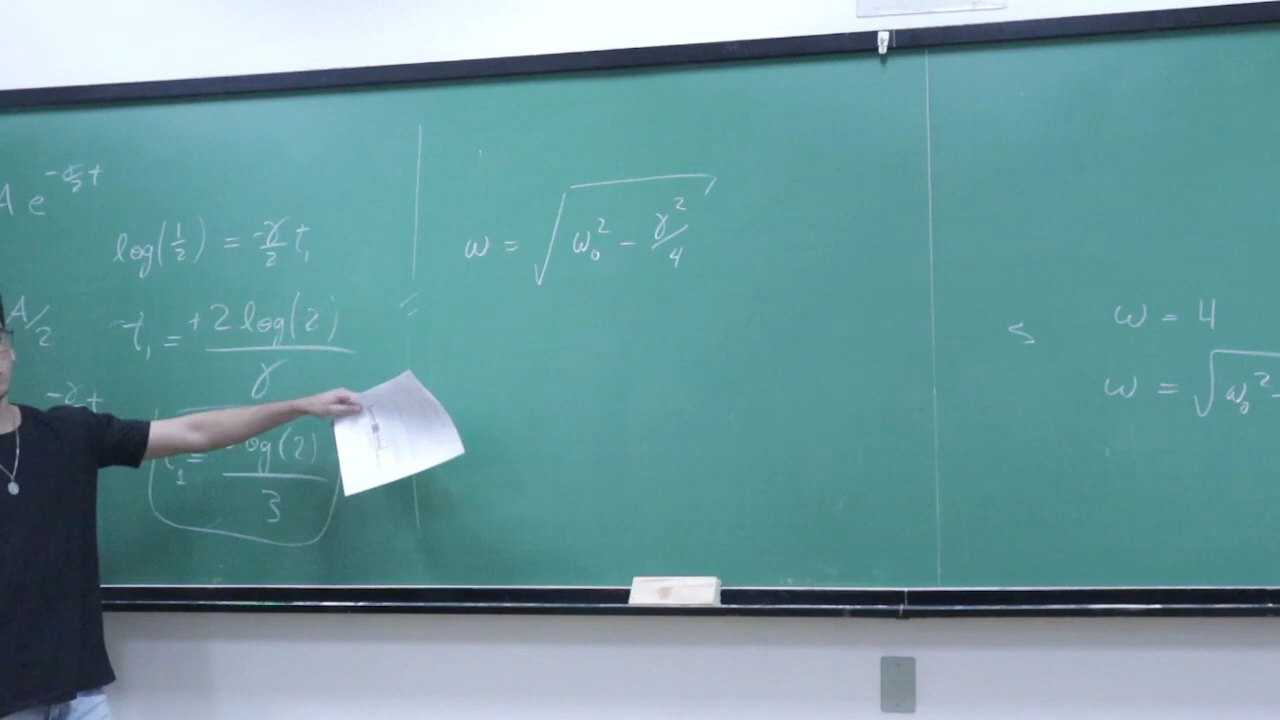 A e^{-γ/2 t}
log(1/2) = -γ/2 t₁
A/2
t₁ = +2 log(2) / γ
-γ t
t₁ = log(2) / 3
ω = √(ω₀² - γ²/4)
ω = 4
ω = √(ω₀² -